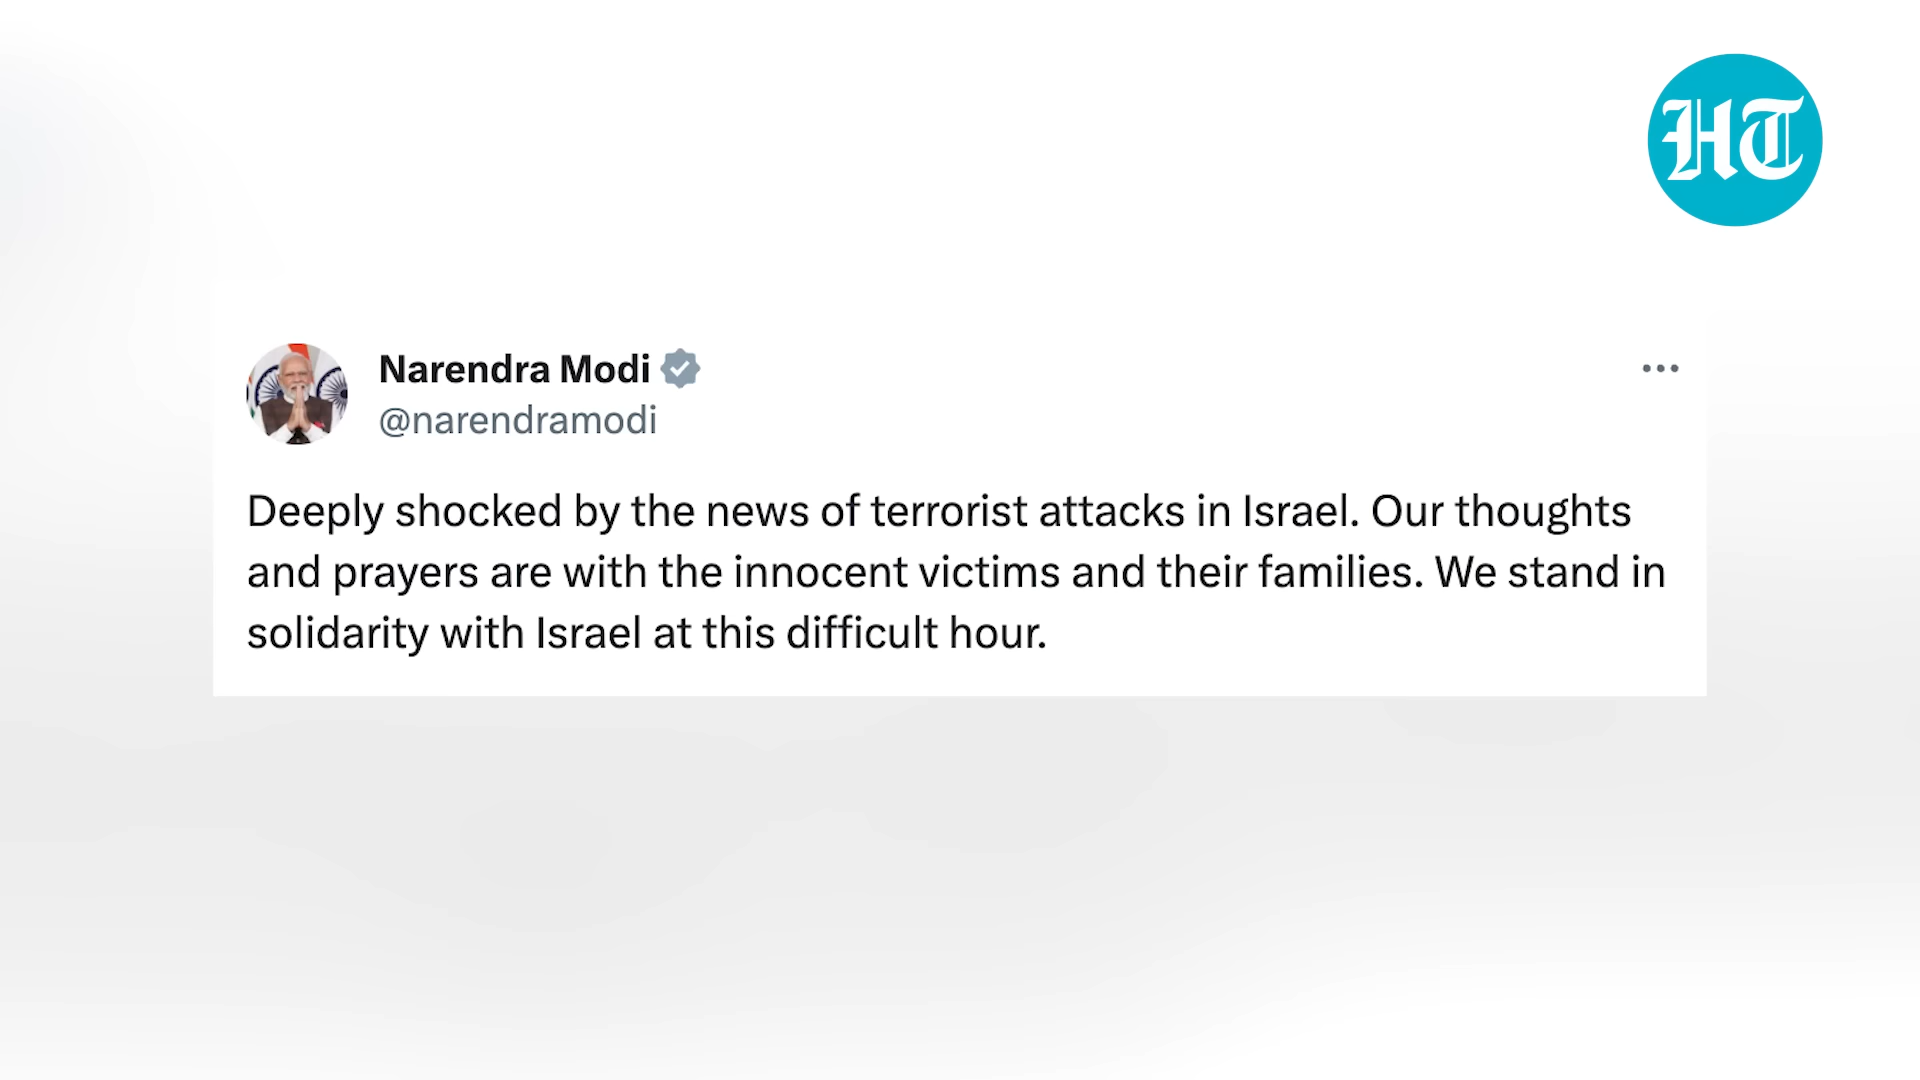 HT
Narendra Modi
@narendramodi
Deeply shocked by the news of terrorist attacks in Israel. Our thoughts
and prayers are with the innocent victims and their families. We stand in
solidarity with Israel at this difficult hour.